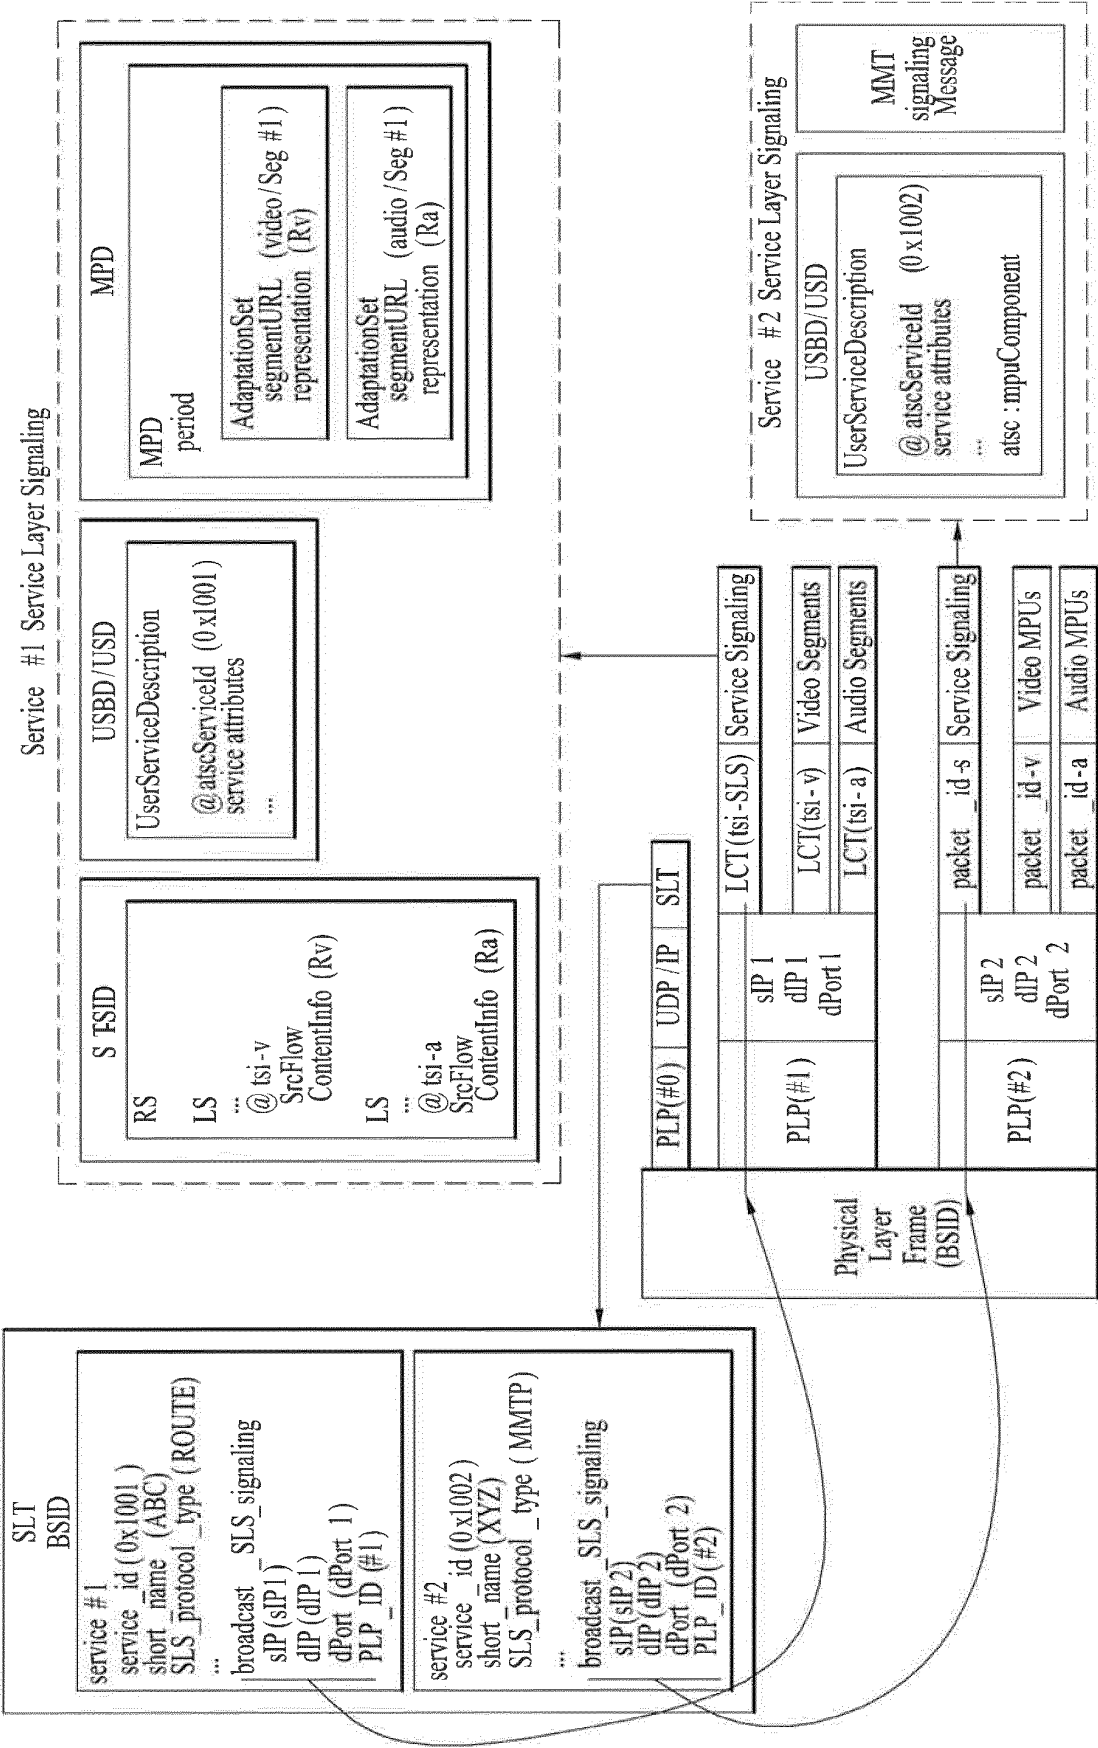 SLT
BSID
service #1
service_id (0x1001)
short_name (ABC)
SLS_protocol_type (ROUTE)
...
broadcast_SLS_signaling
sIP (sIP1)
dIP (dIP 1)
dPort (dPort 1)
PLP_ID (#1)
service #2
service_id (0x1002)
short_name (XYZ)
SLS_protocol_type (MMTP)
...
broadcast_SLS_signaling
sIP(sIP2)
dIP (dIP2)
dPort (dPort 2)
PLP_ID(#2)
Service #1 Service Layer Signaling
S-TSID
RS
LS
...
@tsi-v
SrcFlow
ContentInfo (Rv)
LS
...
@tsi-a
SrcFlow
ContentInfo (Ra)
USBD/USD
UserServiceDescription
@atscServiceId (0x1001)
service attributes
...
MPD
MPD
period
AdaptationSet
segmentURL (video/Seg #1)
representation (Rv)
AdaptationSet
segmentURL (audio/Seg #1)
representation (Ra)
Physical
Layer
Frame
(BSID)
PLP(#0)
UDP/IP
SLT
PLP(#1)
sIP 1
dIP 1
dPort 1
LCT(tsi-SLS)
Service Signaling
LCT(tsi-v)
Video Segments
LCT(tsi-a)
Audio Segments
PLP(#2)
sIP 2
dIP 2
dPort 2
packet_id-s
Service Signaling
packet_id-v
Video MPUs
packet_id-a
Audio MPUs
Service #2 Service Layer Signaling
USBD/USD
UserServiceDescription
@atscServiceId (0x1002)
service attributes
...
atsc:mpuComponent
MMT
signaling
Message